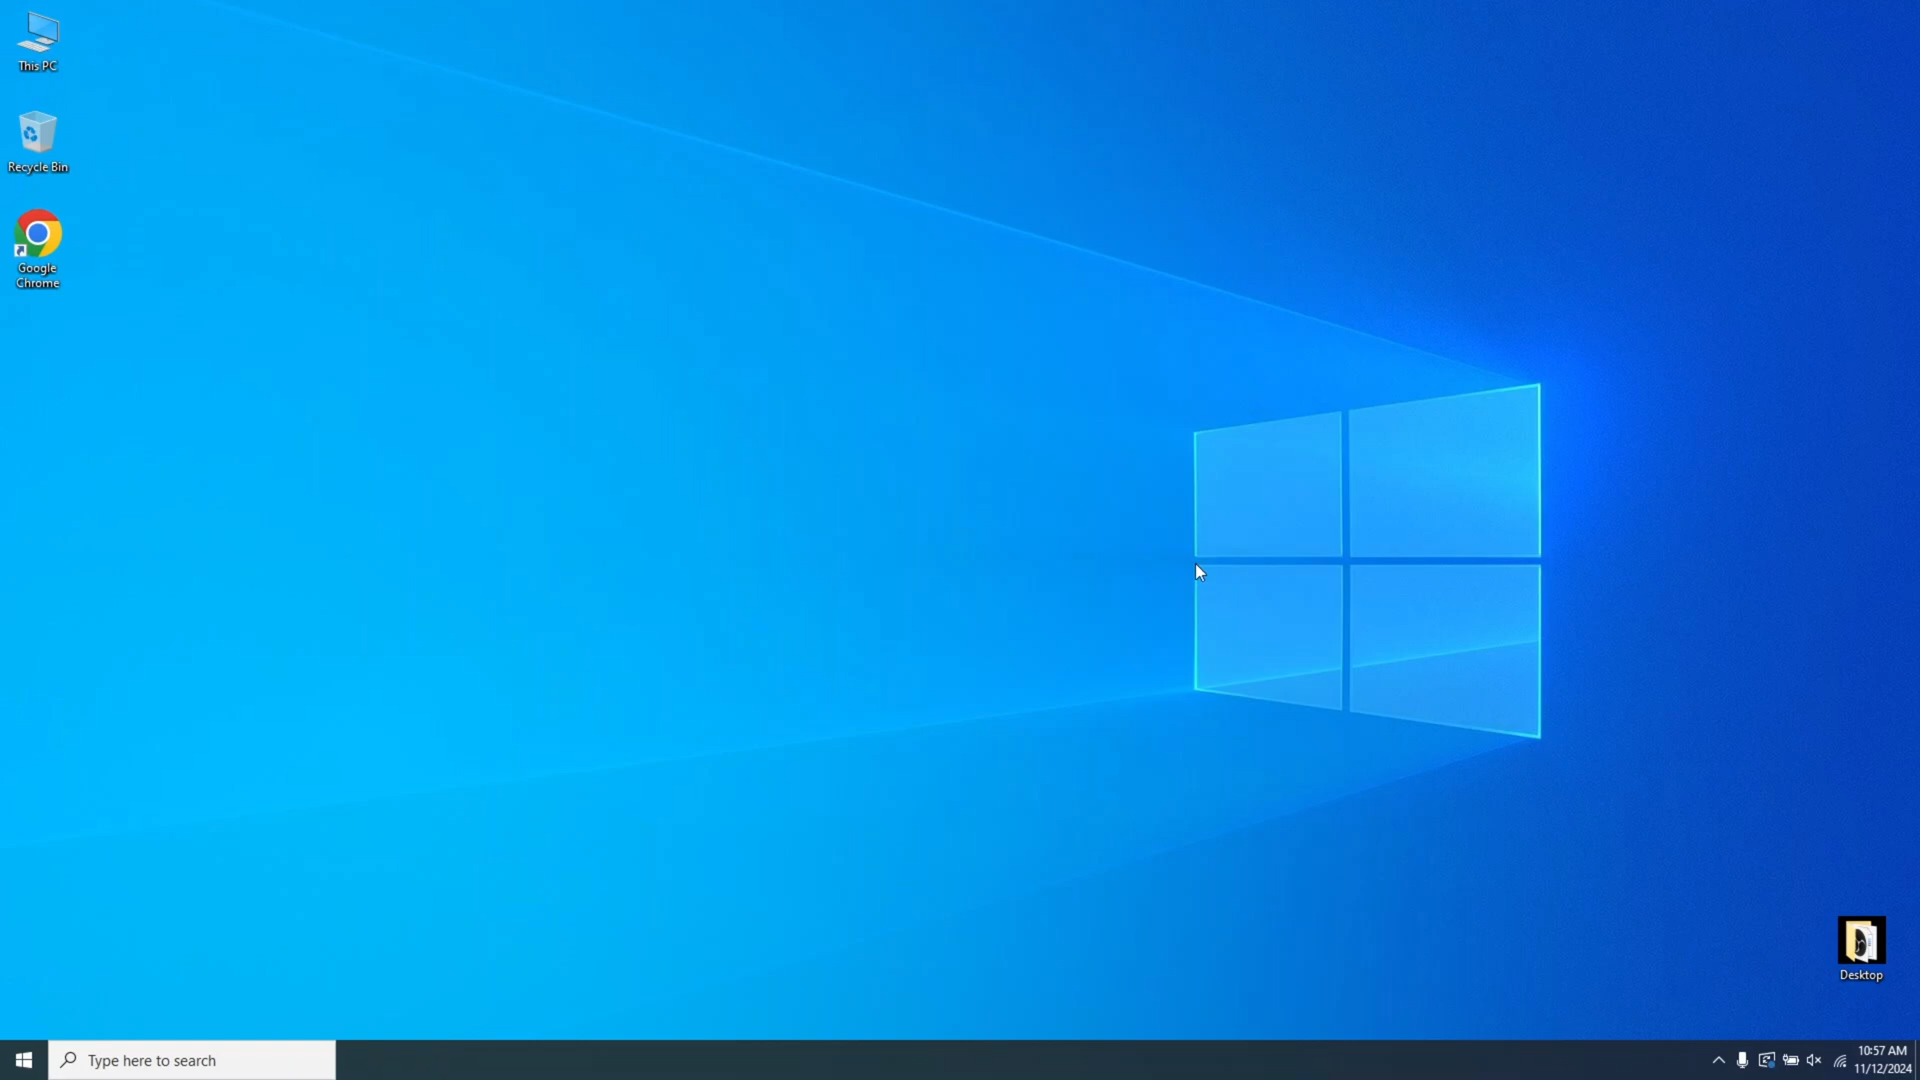 This PC
Recycle Bin
Google
Chrome
Desktop
Type here to search
10:57 AM
11/12/2024